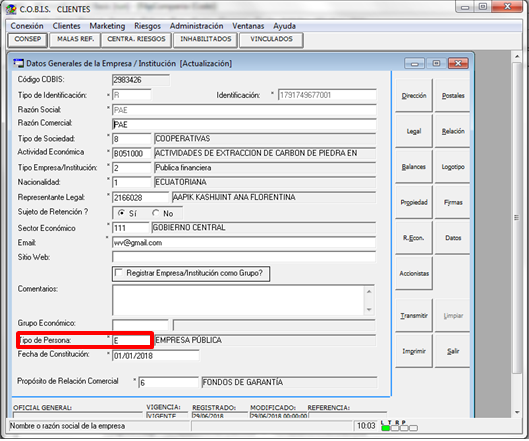 C.O.B.I.S. CLIENTES
Conexión Clientes Marketing Riesgos Administración Ventanas Ayuda
CONSEP MALAS REF. CENTRA. RIESGOS INHABILITADOS VINCULADOS
Datos Generales de la Empresa / Institución [Actualización]
Código COBIS: 2983426
Tipo de Identificación: * R Identificación: * 1791749677001
Razón Social: * PAE
Razón Comercial: PAE
Tipo de Sociedad: * 8 COOPERATIVAS
Actividad Económica * B051000 ACTIVIDADES DE EXTRACCION DE CARBON DE PIEDRA EN
Tipo Empresa/Institución: * 2 Publica financiera
Nacionalidad: * 1 ECUATORIANA
Representante Legal: * 2166028 AAPIK KASHIJINT ANA FLORENTINA
Sujeto de Retención ? Sí No
Sector Económico * 111 GOBIERNO CENTRAL
Email: * wv@gmail.com
Sitio Web:
Registrar Empresa/Institución como Grupo?
Comentarios:
Grupo Económico:
Tipo de Persona: * E EMPRESA PÚBLICA
Fecha de Constitución: * 01/01/2018
Propósito de Relación Comercial * 6 FONDOS DE GARANTÍA
Dirección Postales
Legal Relación
Balances Logotipo
Propiedad Firmas
R.Econ. Datos
Accionistas
Transmitir Limpiar
Imprimir Salir
OFICIAL GENERAL: VIGENCIA: REGISTRADO: MODIFICADO: REFERENCIA:
VIGENTE 29/06/2018 29/06/2018 00:00:00
Nombre o razón social de la empresa 10:03 L T R P